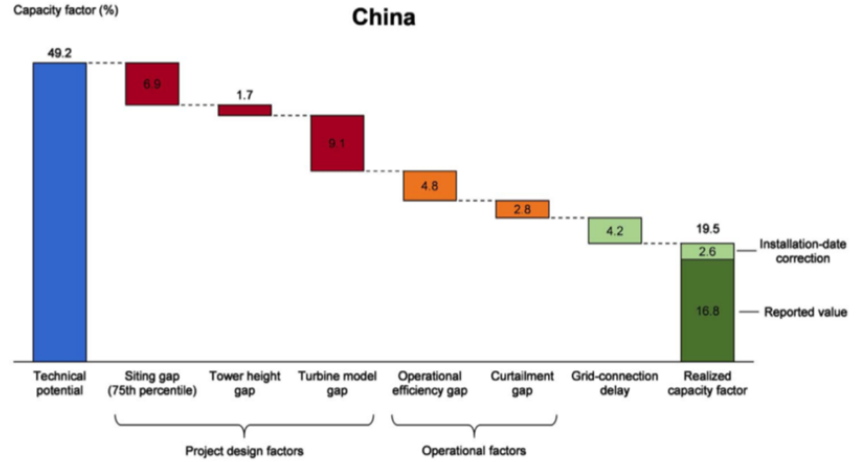 Capacity factor (%)
China
49.2
6.9
1.7
9.1
4.8
2.8
4.2
19.5
2.6
16.8
Installation-date
correction
Reported value
Technical
potential
Siting gap
(75th percentile)
Tower height
gap
Turbine model
gap
Operational
efficiency gap
Curtailment
gap
Grid-connection
delay
Realized
capacity factor
Project design factors
Operational factors